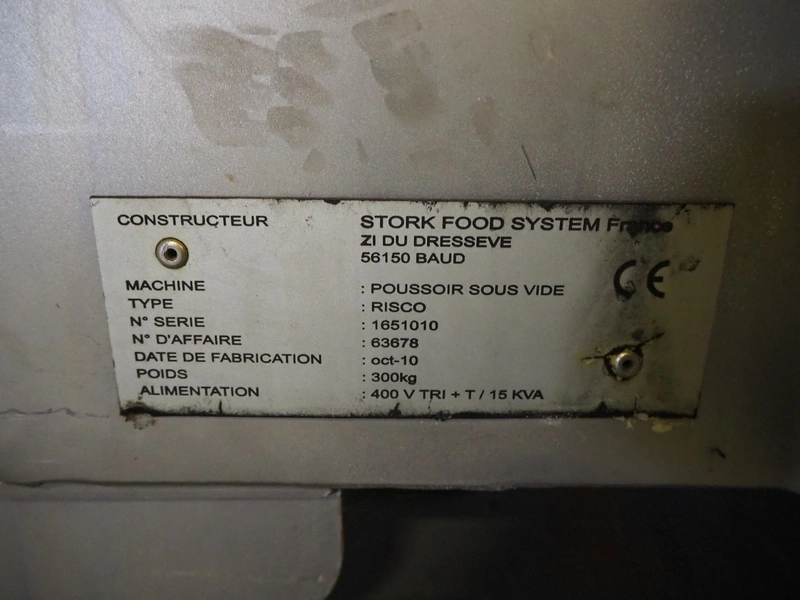 CONSTRUCTEUR STORK FOOD SYSTEM France
ZI DU DRESSEVE
56150 BAUD
CE
MACHINE : POUSSOIR SOUS VIDE
TYPE : RISCO
N° SERIE : 1651010
N° D'AFFAIRE : 63678
DATE DE FABRICATION : oct-10
POIDS : 300kg
ALIMENTATION : 400 V TRI + T / 15 KVA